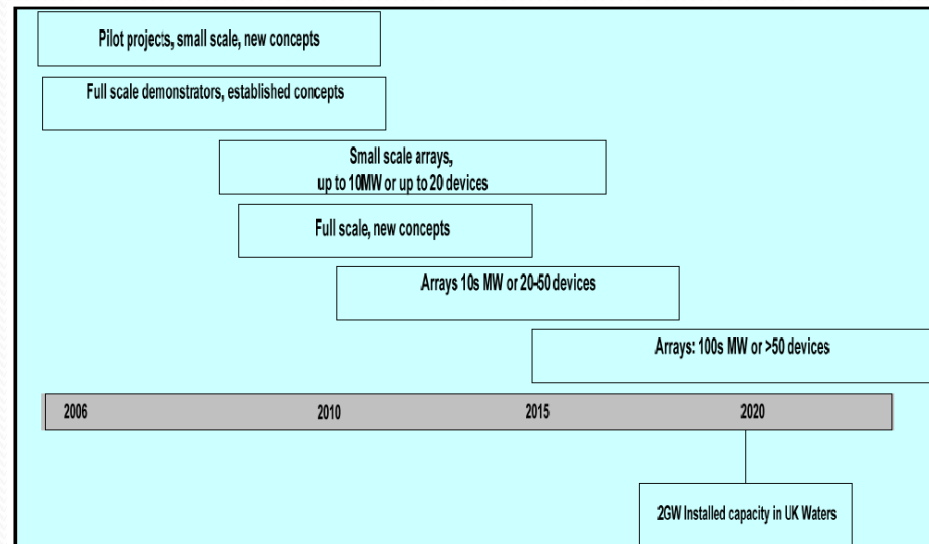 Pilot projects, small scale, new concepts
Full scale demonstrators, established concepts
Small scale arrays,
up to 10MW or up to 20 devices
Full scale, new concepts
Arrays 10s MW or 20-50 devices
Arrays: 100s MW or >50 devices
2006 2010 2015 2020
2GW Installed capacity in UK Waters